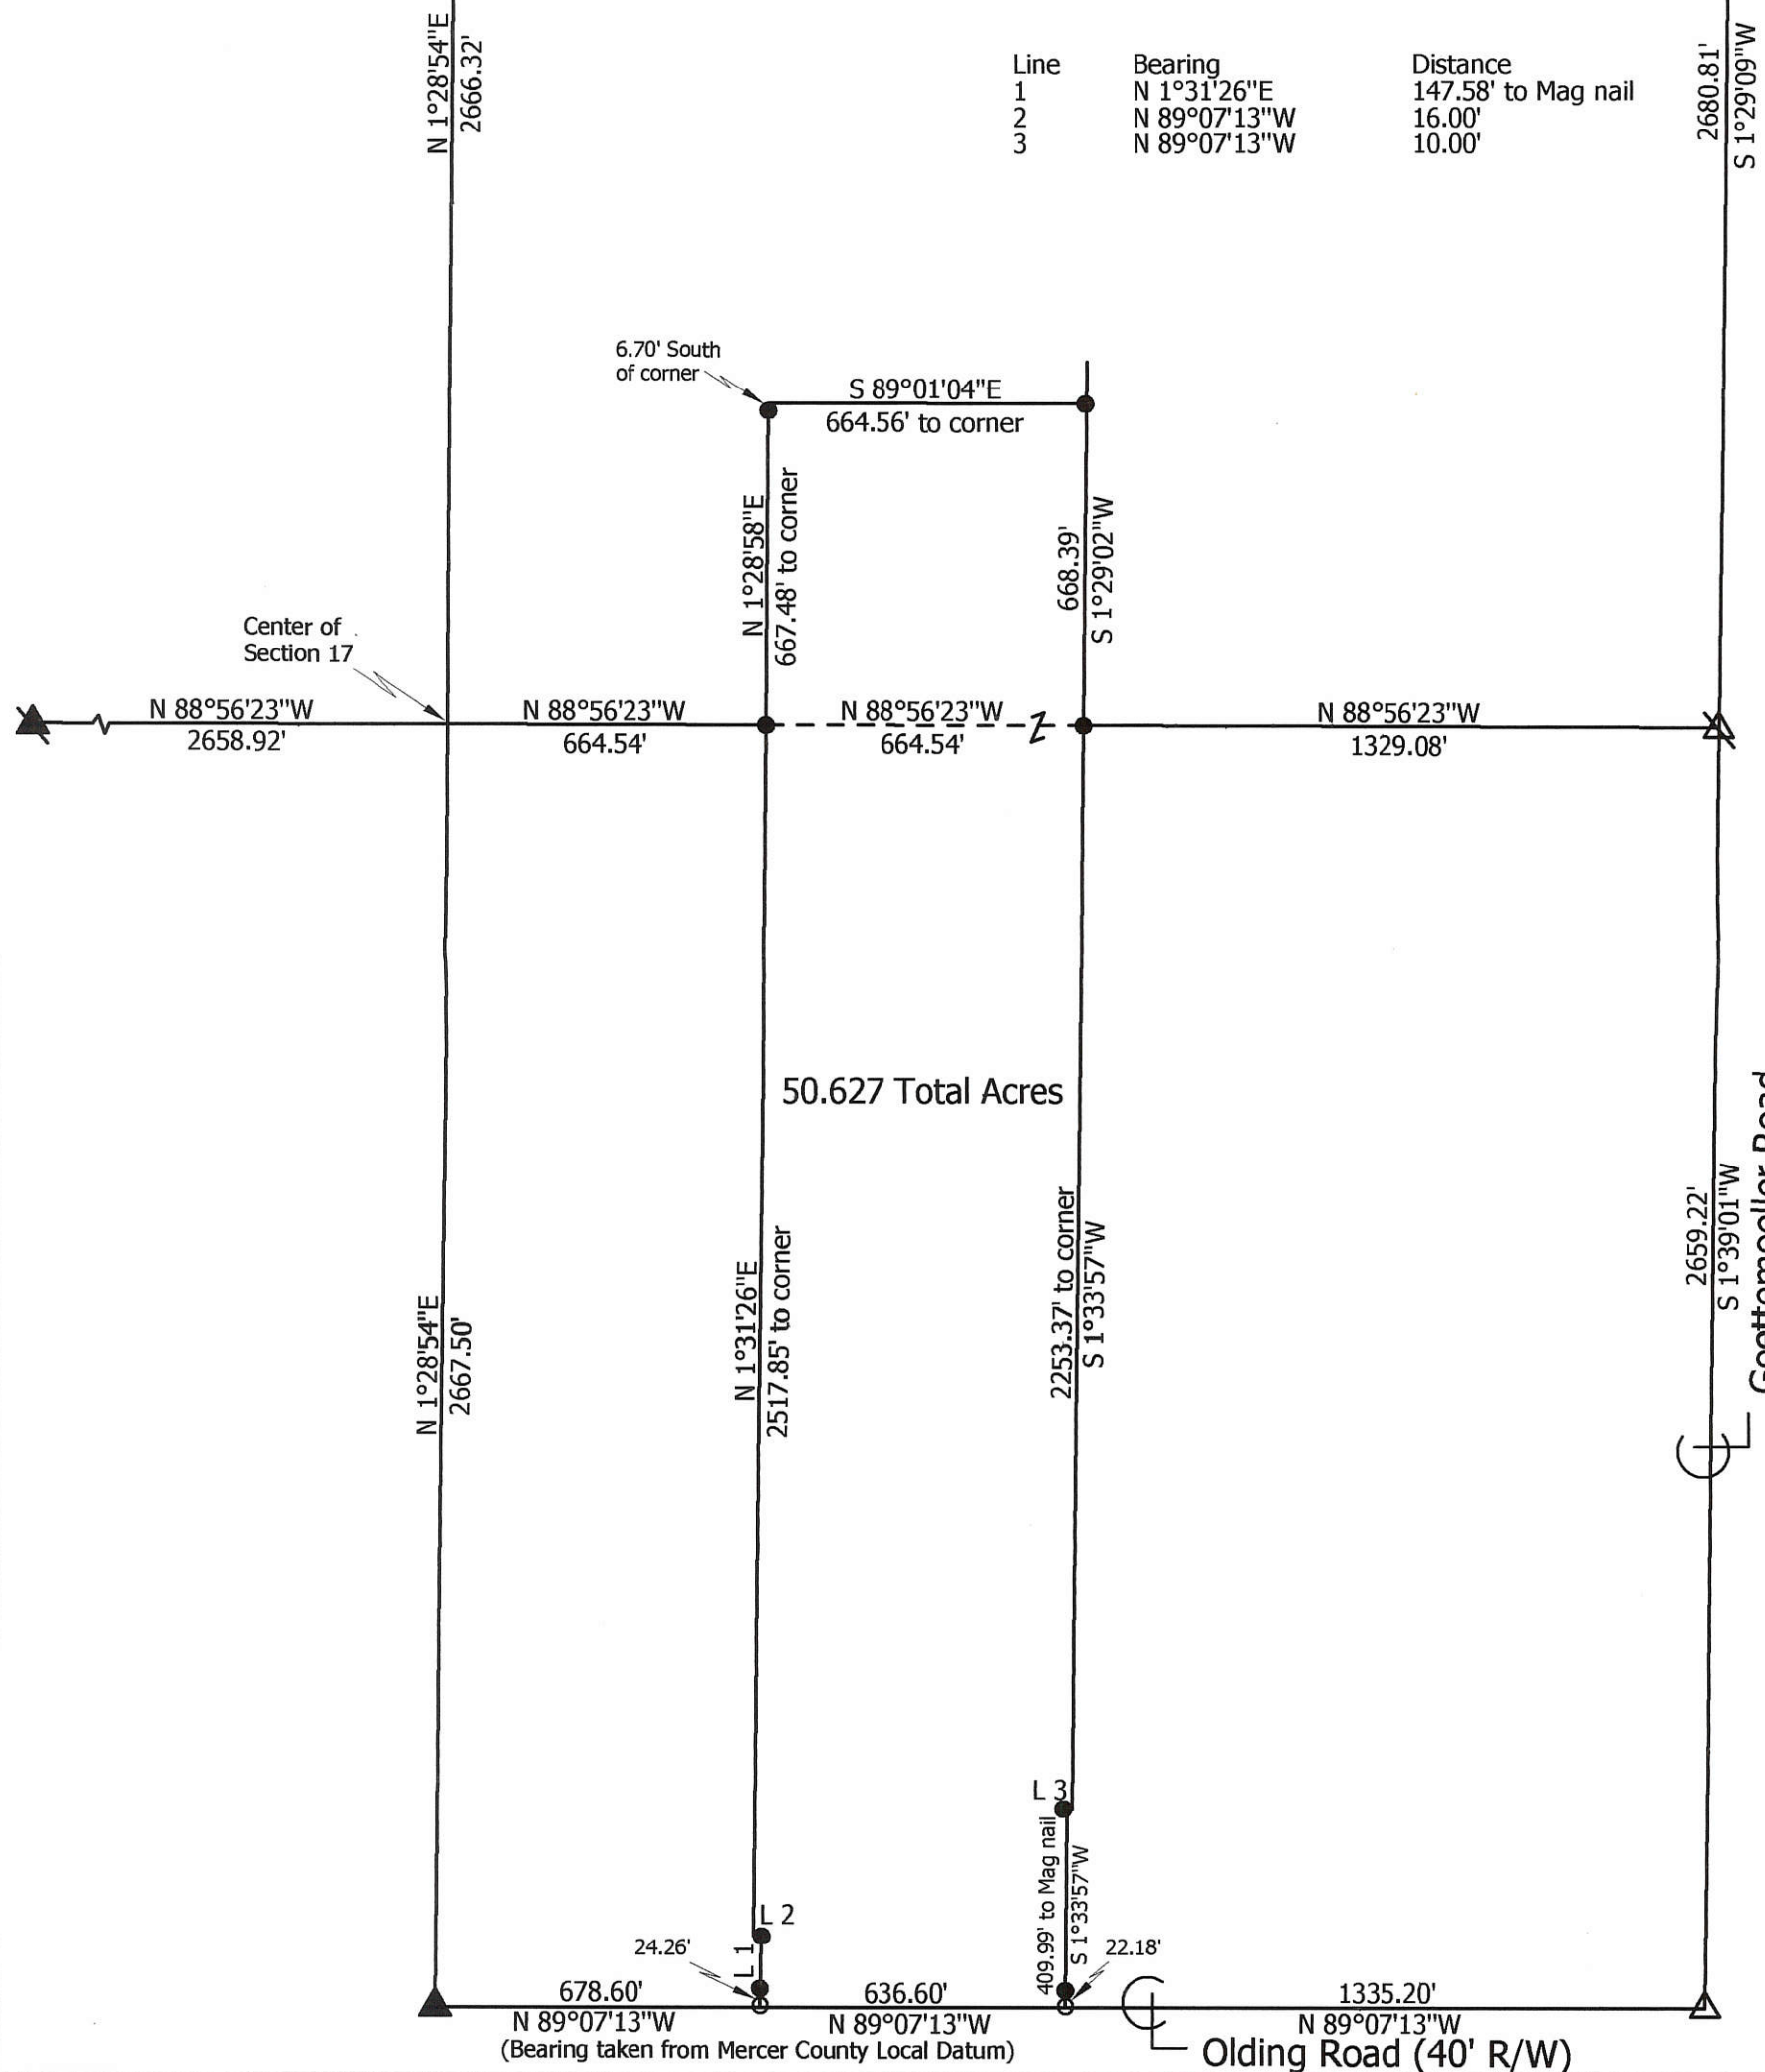 N 1°28'54"E
2666.32'
Line Bearing Distance
1 N 1°31'26"E 147.58' to Mag nail
2 N 89°07'13"W 16.00'
3 N 89°07'13"W 10.00'
2680.81'
S 1°29'09"W
6.70' South
of corner
S 89°01'04"E
664.56' to corner
N 1°28'58"E
667.48' to corner
668.39'
S 1°29'02"W
Center of
Section 17
N 88°56'23"W
2658.92'
N 88°56'23"W
664.54'
N 88°56'23"W
664.54'
N 88°56'23"W
1329.08'
50.627 Total Acres
N 1°28'54"E
2667.50'
N 1°31'26"E
2517.85' to corner
2253.37' to corner
S 1°33'57"W
2659.22'
S 1°39'01"W
Road
L 3
409.99' to Mag nail
S 1°33'57"W
L 2
L 1
24.26'
22.18'
678.60'
N 89°07'13"W
(Bearing taken from Mercer County Local Datum)
636.60'
N 89°07'13"W
1335.20'
N 89°07'13"W
Olding Road (40' R/W)